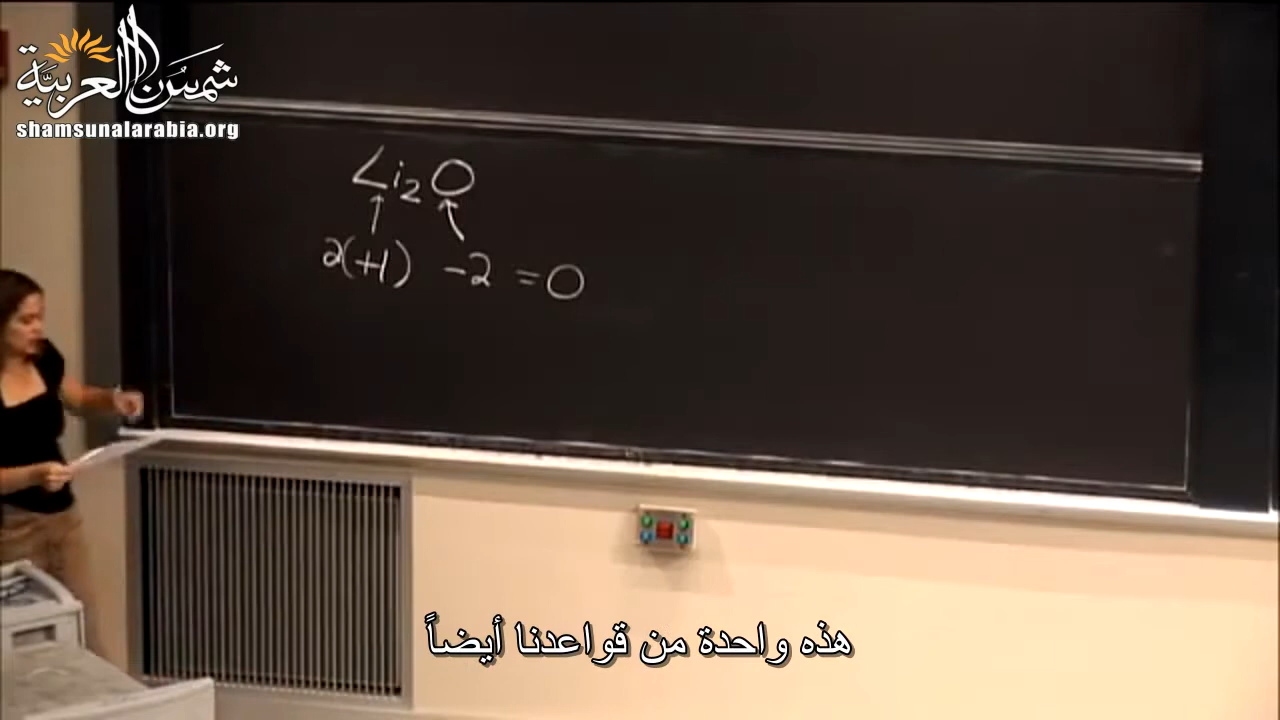 شمس العربية
shamsunalarabia.org
Li₂O
2(+1) -2 = 0
هذه واحدة من قواعدنا أيضاً